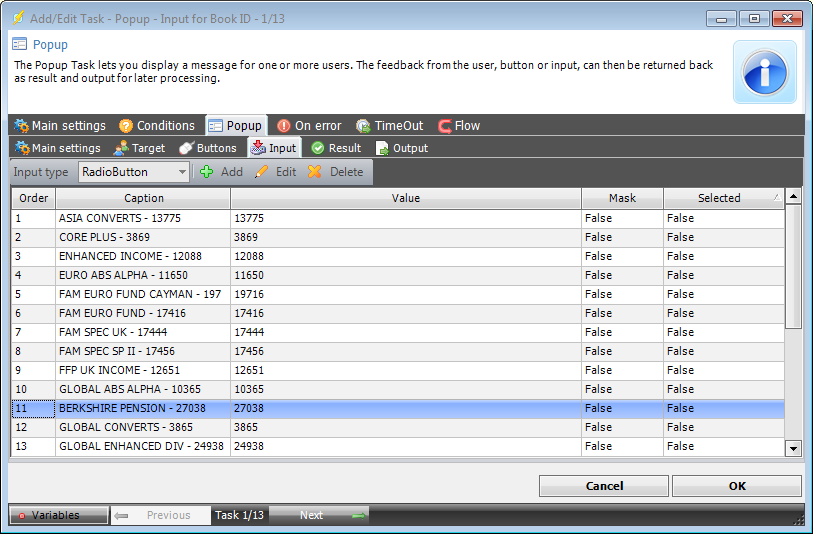 Add/Edit Task - Popup - Input for Book ID - 1/13
Popup
The Popup Task lets you display a message for one or more users. The feedback from the user, button or input, can then be returned back
as result and output for later processing.
Main settings Conditions Popup On error TimeOut Flow
Main settings Target Buttons Input Result Output
Input type RadioButton Add Edit Delete
Order Caption Value Mask Selected
1 ASIA CONVERTS - 13775 13775 False False
2 CORE PLUS - 3869 3869 False False
3 ENHANCED INCOME - 12088 12088 False False
4 EURO ABS ALPHA - 11650 11650 False False
5 FAM EURO FUND CAYMAN - 197 19716 False False
6 FAM EURO FUND - 17416 17416 False False
7 FAM SPEC UK - 17444 17444 False False
8 FAM SPEC SP II - 17456 17456 False False
9 FFP UK INCOME - 12651 12651 False False
10 GLOBAL ABS ALPHA - 10365 10365 False False
11 BERKSHIRE PENSION - 27038 27038 False False
12 GLOBAL CONVERTS - 3865 3865 False False
13 GLOBAL ENHANCED DIV - 24938 24938 False False
Cancel OK
Variables Previous Task 1/13 Next